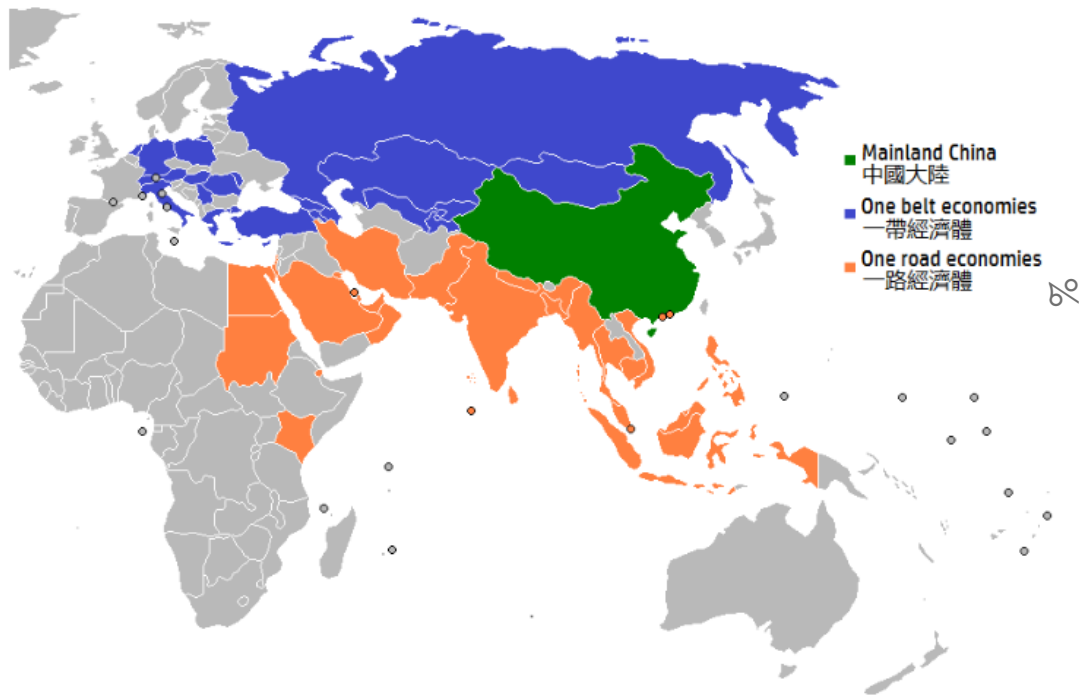 Mainland China
中國大陸
One belt economies
一帶經濟體
One road economies
一路經濟體